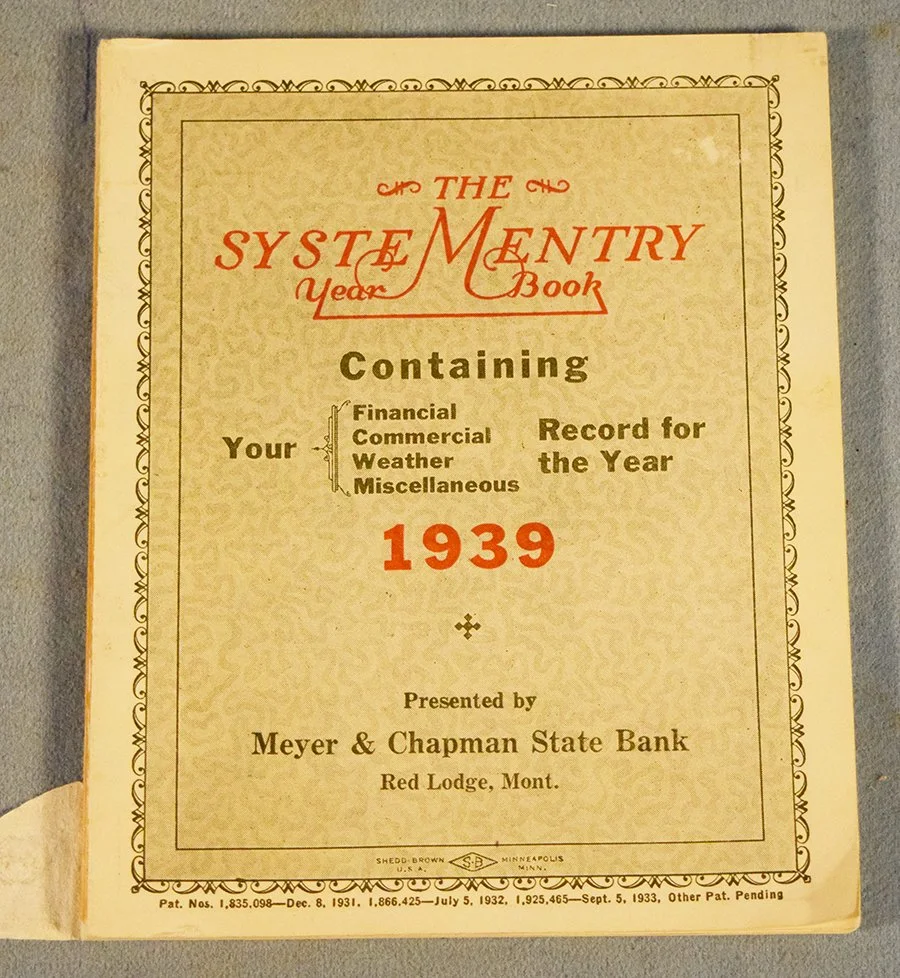 THE
SYSTEMENTRY
Year Book
Containing
Your
Financial
Commercial
Weather
Miscellaneous
Record for
the Year
1939
Presented by
Meyer & Chapman State Bank
Red Lodge, Mont.
SHEDD-BROWN S-B MINNEAPOLIS
U.S.A. MINN.
Pat. Nos. 1,835,098—Dec. 8, 1931. 1,866,425—July 5, 1932, 1,925,465—Sept. 5, 1933, Other Pat. Pending